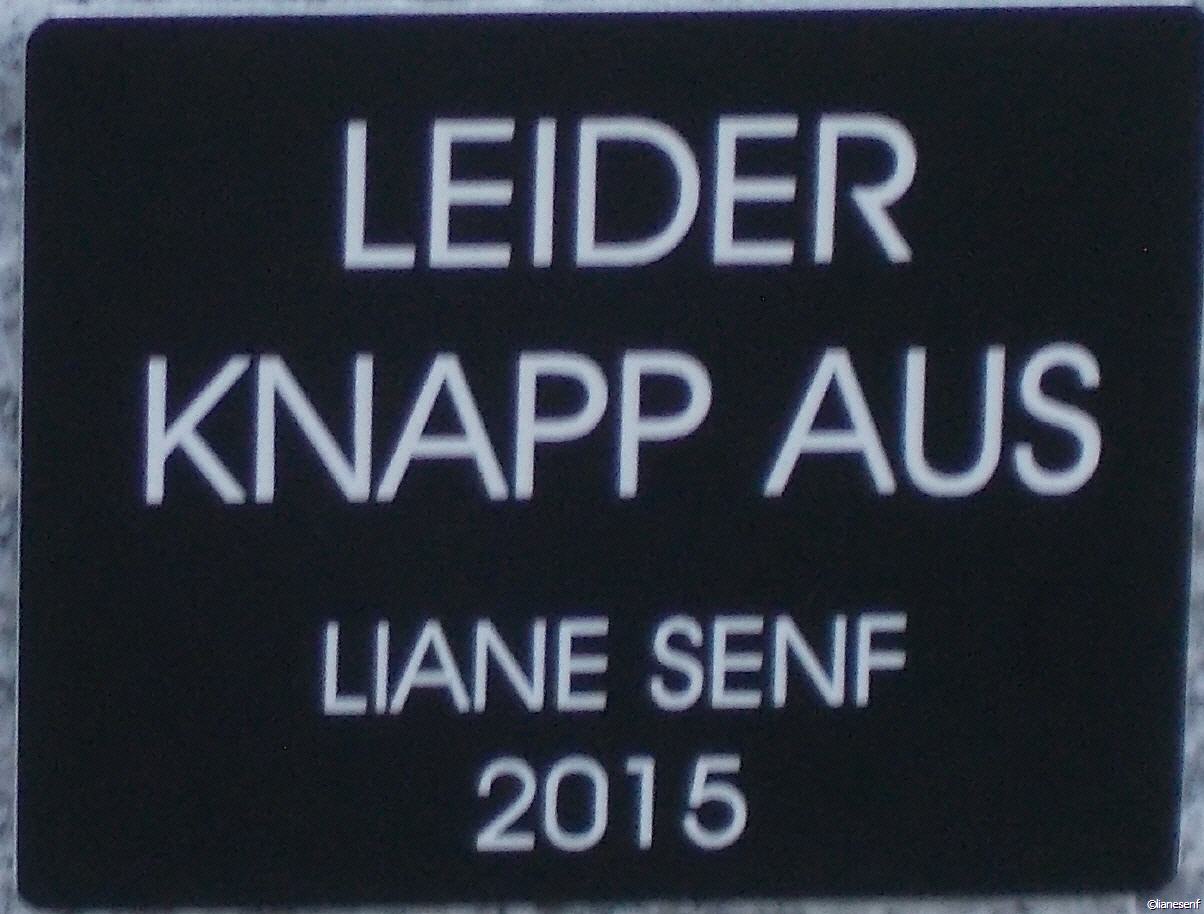 LEIDER
KNAPP AUS
LIANE SENF
2015
©lianesenf